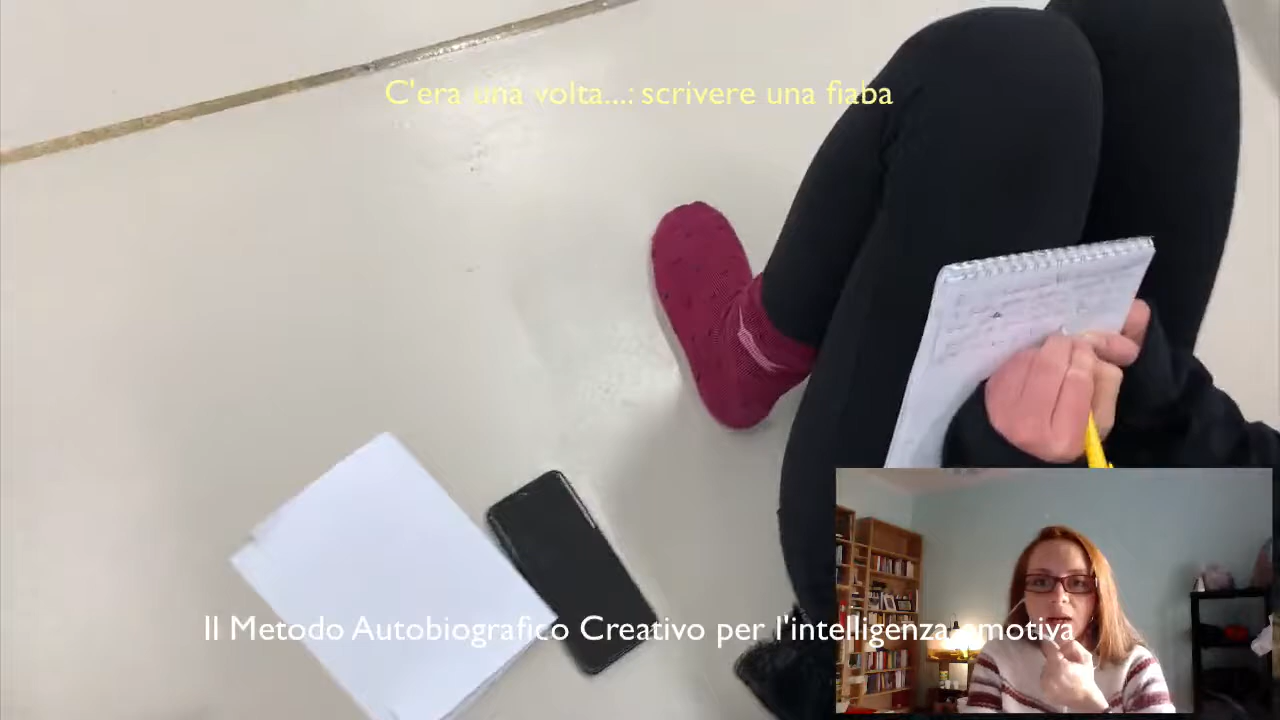 C'era una volta...: scrivere una fiaba
Il Metodo Autobiografico Creativo per l'intelligenza emotiva